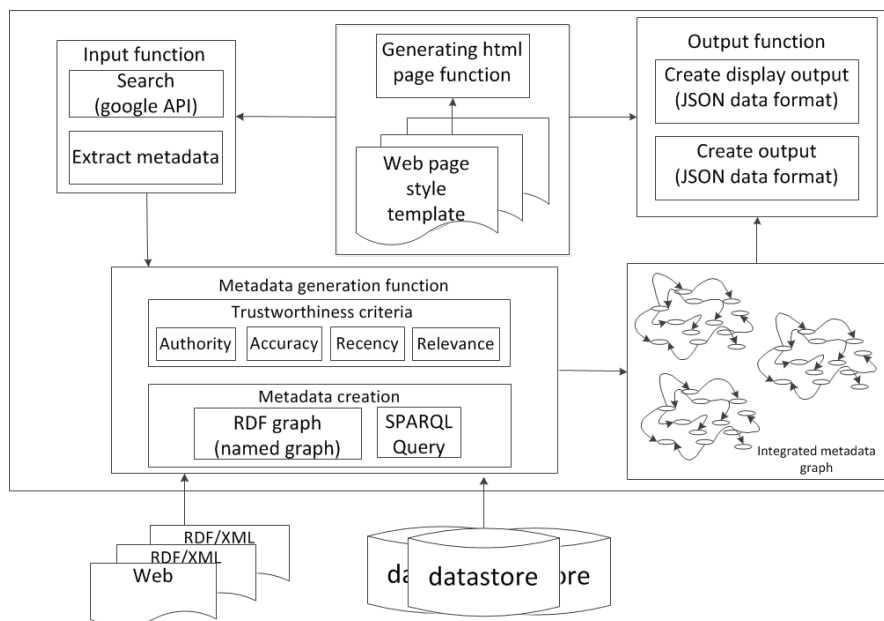 Input function
Search
(google API)
Extract metadata
Generating html
page function
Web page
style
template
Output function
Create display output
(JSON data format)
Create output
(JSON data format)
Metadata generation function
Trustworthiness criteria
Authority
Accuracy
Recency
Relevance
Metadata creation
RDF graph
(named graph)
SPARQL
Query
Integrated metadata
graph
RDF/XML
RDF/XML
Web
da
datastore
ore